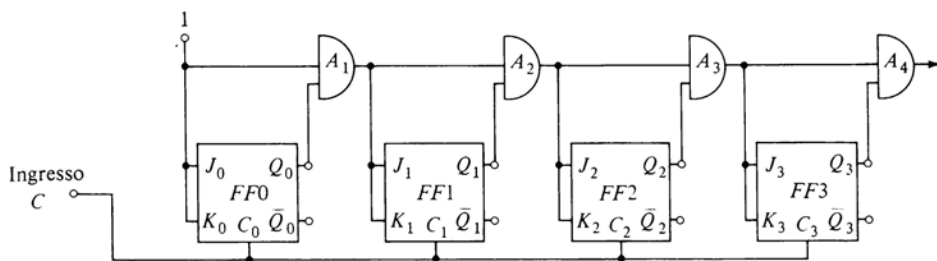 1
A₁ A₂ A₃ A₄
J₀ Q₀ J₁ Q₁ J₂ Q₂ J₃ Q₃
Ingresso FF0 FF1 FF2 FF3
C K₀ C₀ Q̅₀ K₁ C₁ Q̅₁ K₂ C₂ Q̅₂ K₃ C₃ Q̅₃